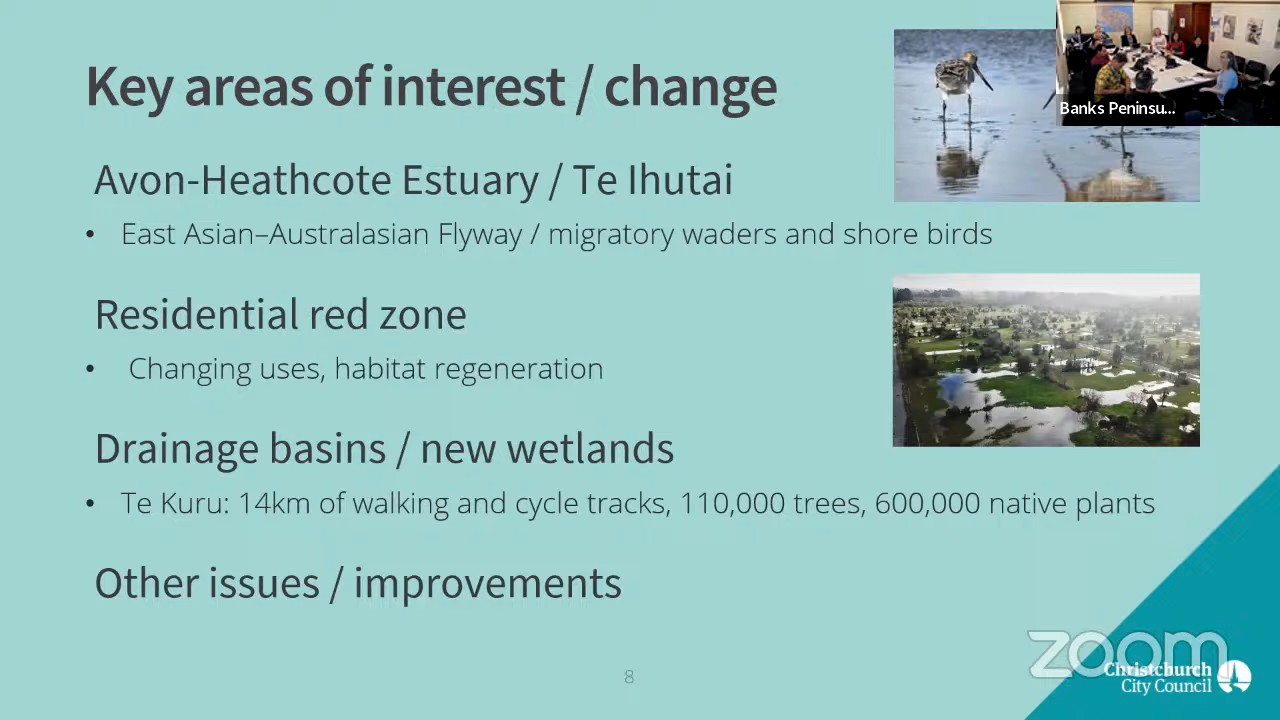 Key areas of interest / change
Banks Peninsu...
Avon-Heathcote Estuary / Te Ihutai
• East Asian–Australasian Flyway / migratory waders and shore birds
Residential red zone
• Changing uses, habitat regeneration
Drainage basins / new wetlands
• Te Kuru: 14km of walking and cycle tracks, 110,000 trees, 600,000 native plants
Other issues / improvements
zoom
Christchurch
City Council
8